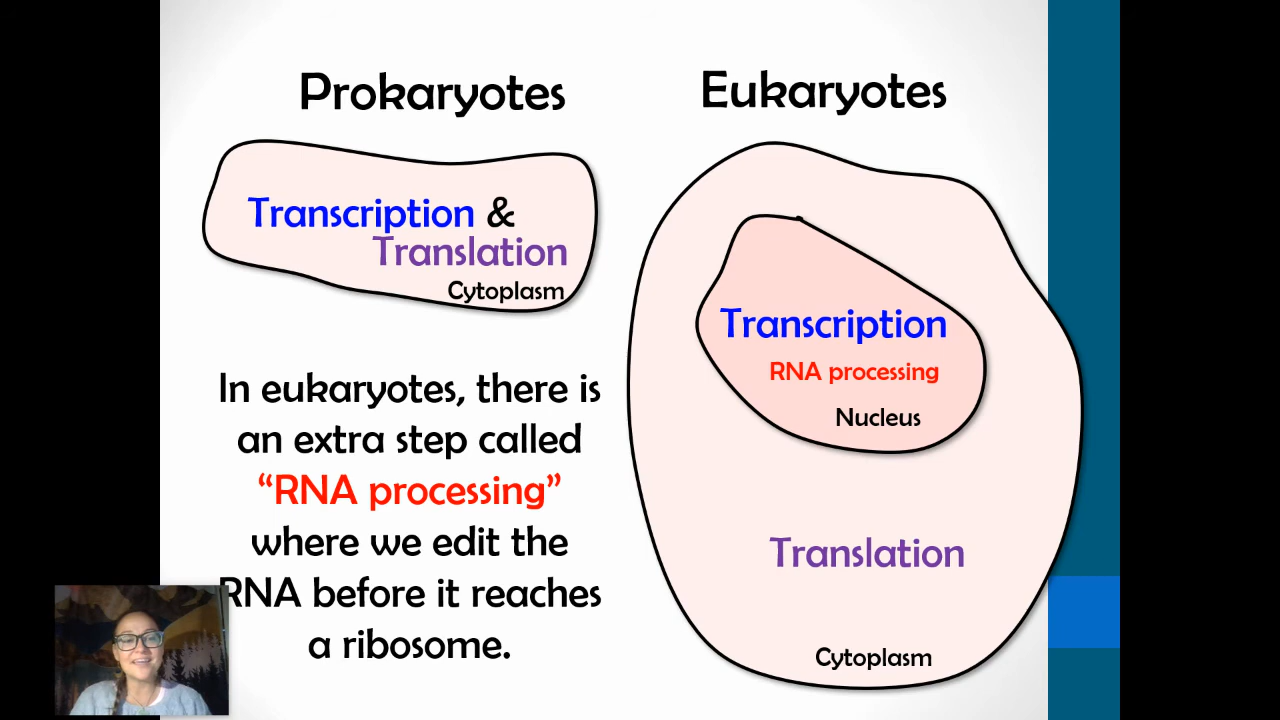 Prokaryotes
Transcription &
Translation
Cytoplasm
In eukaryotes, there is
an extra step called
“RNA processing”
where we edit the
RNA before it reaches
a ribosome.
Eukaryotes
Transcription
RNA processing
Nucleus
Translation
Cytoplasm